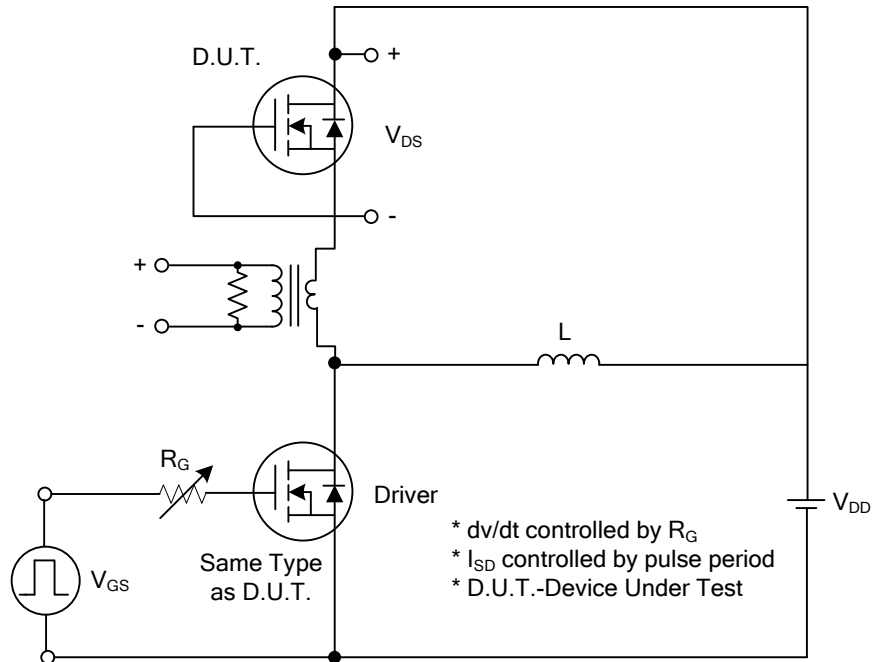 D.U.T.
+
V_DS
-
+
-
L
R_G
Driver
V_DD
V_GS
Same Type
as D.U.T.
* dv/dt controlled by R_G
* I_SD controlled by pulse period
* D.U.T.-Device Under Test